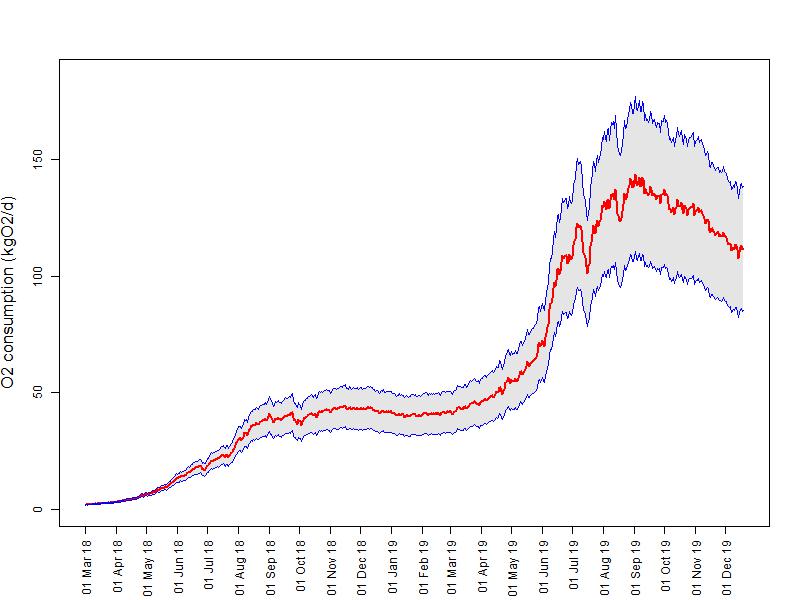 O2 consumption (kgO2/d)
150
100
50
0
01 Mar 18
01 Apr 18
01 May 18
01 Jun 18
01 Jul 18
01 Aug 18
01 Sep 18
01 Oct 18
01 Nov 18
01 Dec 18
01 Jan 19
01 Feb 19
01 Mar 19
01 Apr 19
01 May 19
01 Jun 19
01 Jul 19
01 Aug 19
01 Sep 19
01 Oct 19
01 Nov 19
01 Dec 19